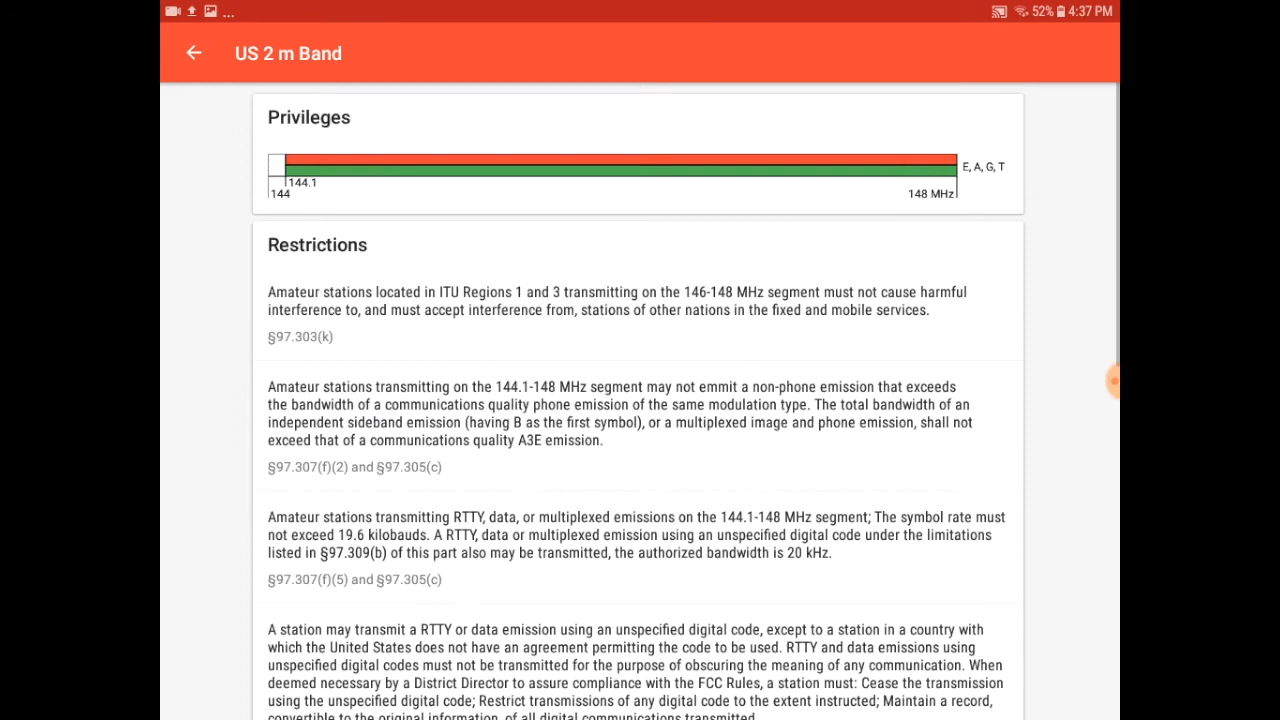 ... 52% 4:37 PM
US 2 m Band
Privileges
E, A, G, T
144.1
144 148 MHz
Restrictions
Amateur stations located in ITU Regions 1 and 3 transmitting on the 146-148 MHz segment must not cause harmful
interference to, and must accept interference from, stations of other nations in the fixed and mobile services.
§97.303(k)
Amateur stations transmitting on the 144.1-148 MHz segment may not emmit a non-phone emission that exceeds
the bandwidth of a communications quality phone emission of the same modulation type. The total bandwidth of an
independent sideband emission (having B as the first symbol), or a multiplexed image and phone emission, shall not
exceed that of a communications quality A3E emission.
§97.307(f)(2) and §97.305(c)
Amateur stations transmitting RTTY, data, or multiplexed emissions on the 144.1-148 MHz segment; The symbol rate must
not exceed 19.6 kilobauds. A RTTY, data or multiplexed emission using an unspecified digital code under the limitations
listed in §97.309(b) of this part also may be transmitted, the authorized bandwidth is 20 kHz.
§97.307(f)(5) and §97.305(c)
A station may transmit a RTTY or data emission using an unspecified digital code, except to a station in a country with
which the United States does not have an agreement permitting the code to be used. RTTY and data emissions using
unspecified digital codes must not be transmitted for the purpose of obscuring the meaning of any communication. When
deemed necessary by a District Director to assure compliance with the FCC Rules, a station must: Cease the transmission
using the unspecified digital code; Restrict transmissions of any digital code to the extent instructed; Maintain a record,
convertible to the original information, of all digital communications transmitted.